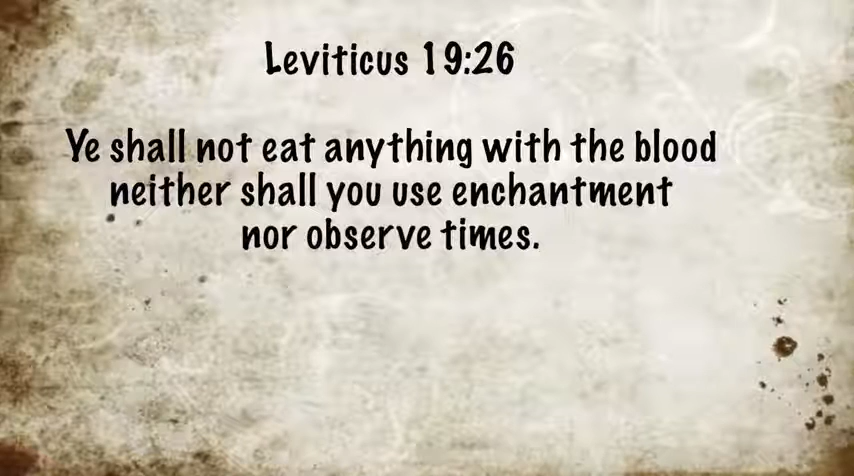 Leviticus 19:26
Ye shall not eat anything with the blood
neither shall you use enchantment
nor observe times.